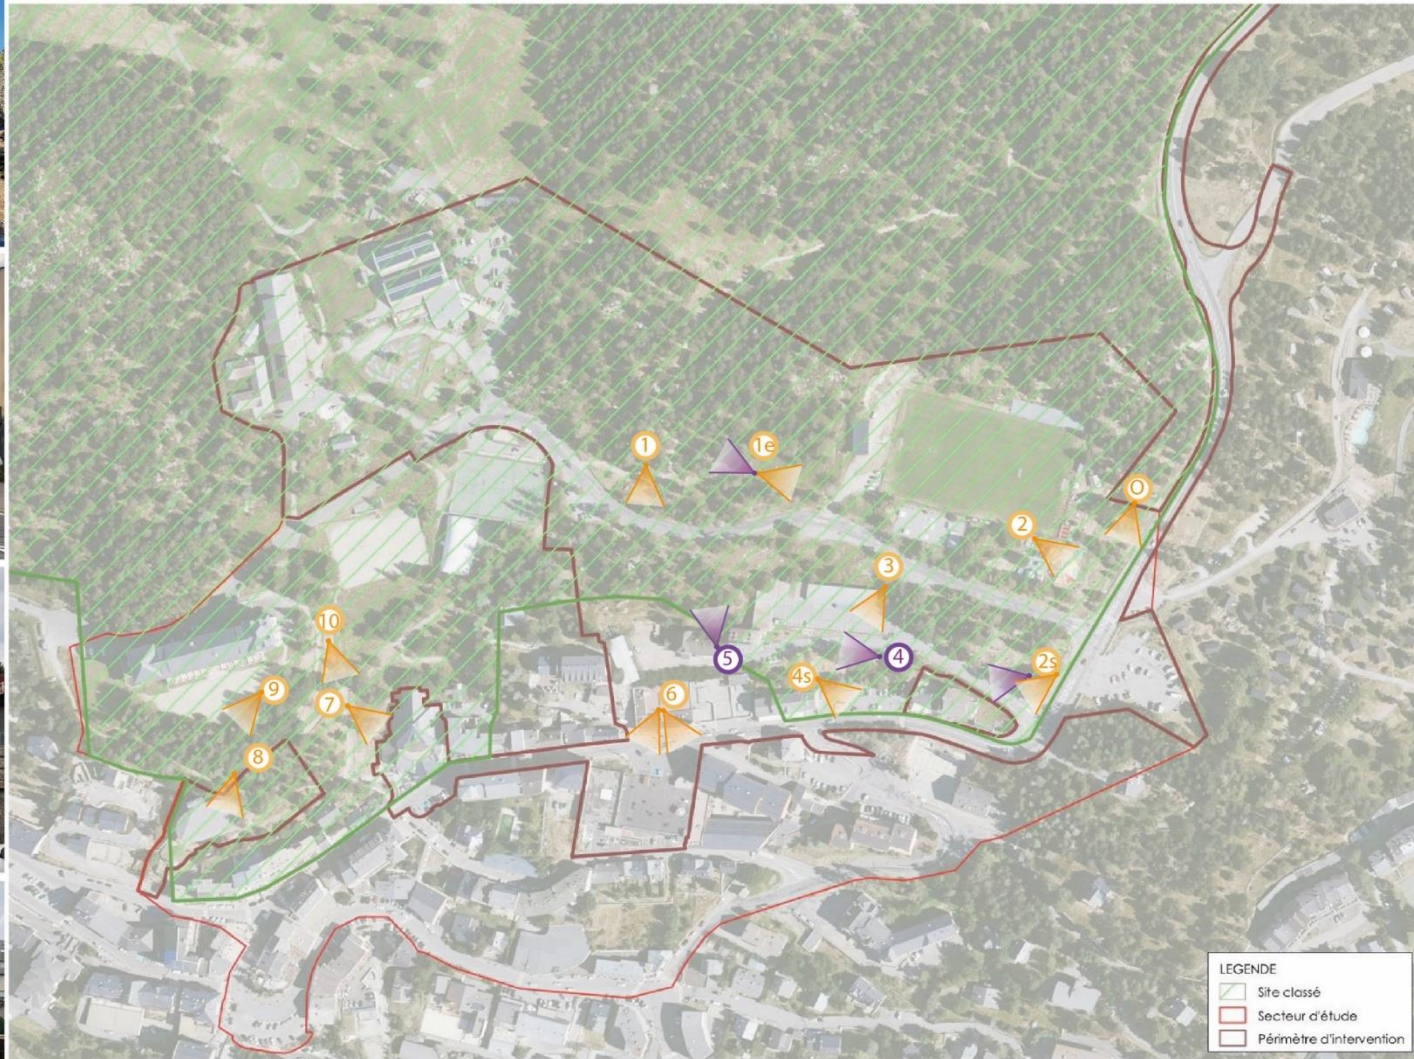 1
1e
O
2
3
10
4
5
2s
4s
9
7
6
8
LEGENDE
Site classé
Secteur d'étude
Périmètre d'intervention